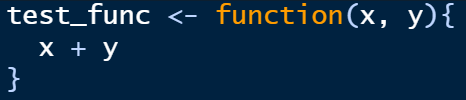 test_func <- function(x, y){
  x + y
}